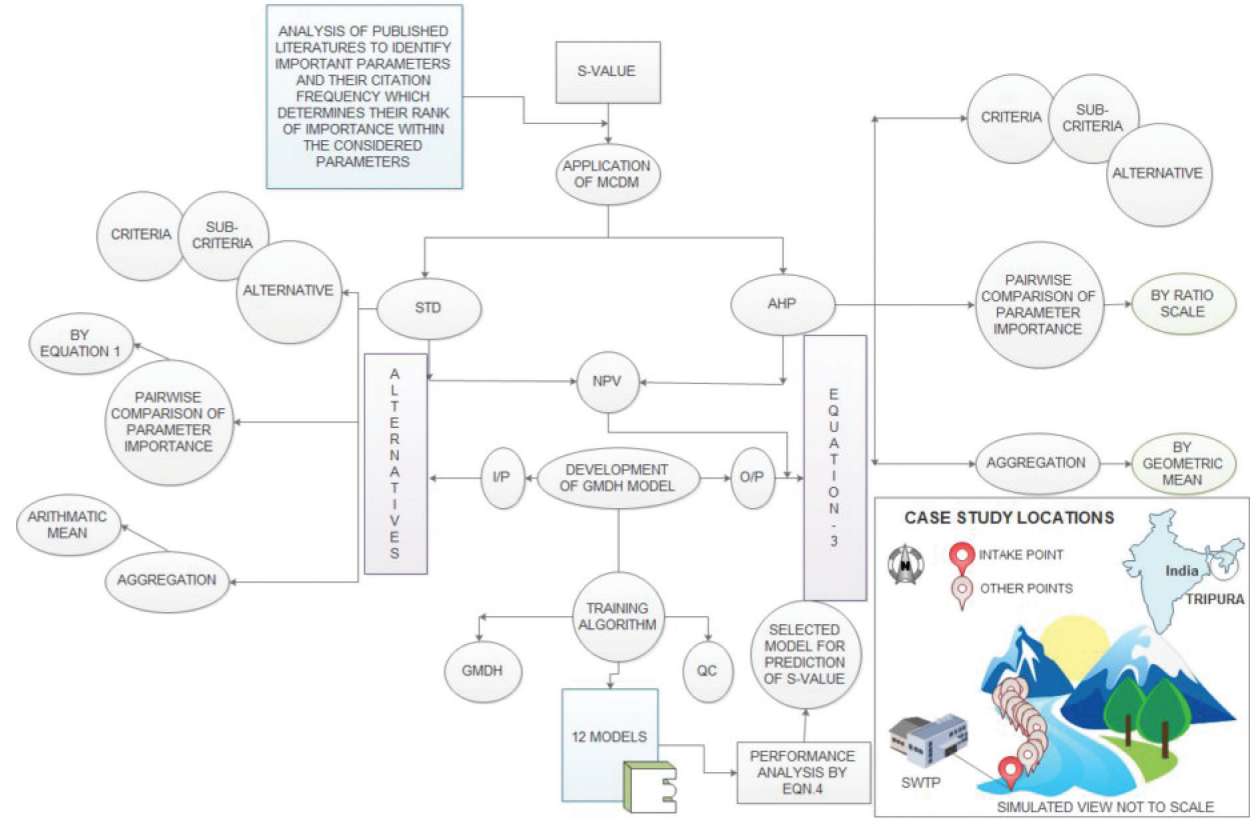 ANALYSIS OF PUBLISHED
LITERATURES TO IDENTIFY
IMPORTANT PARAMETERS
AND THEIR CITATION
FREQUENCY WHICH
DETERMINES THEIR RANK
OF IMPORTANCE WITHIN
THE CONSIDERED
PARAMETERS
S-VALUE
APPLICATION
OF MCDM
CRITERIA
SUB-
CRITERIA
ALTERNATIVE
STD
BY
EQUATION 1
PAIRWISE
COMPARISON OF
PARAMETER
IMPORTANCE
ARITHMATIC
MEAN
AGGREGATION
AHP
CRITERIA
SUB-
CRITERIA
ALTERNATIVE
PAIRWISE
COMPARISON OF
PARAMETER
IMPORTANCE
BY RATIO
SCALE
AGGREGATION
BY
GEOMETRIC
MEAN
NPV
ALTERNATIVES
I/P
DEVELOPMENT
OF GMDH MODEL
O/P
EQUATION-3
TRAINING
ALGORITHM
GMDH
QC
12 MODELS
PERFORMANCE
ANALYSIS BY
EQN.4
SELECTED
MODEL FOR
PREDICTION
OF S-VALUE
CASE STUDY LOCATIONS
N
INTAKE POINT
OTHER POINTS
India
TRIPURA
SWTP
SIMULATED VIEW NOT TO SCALE